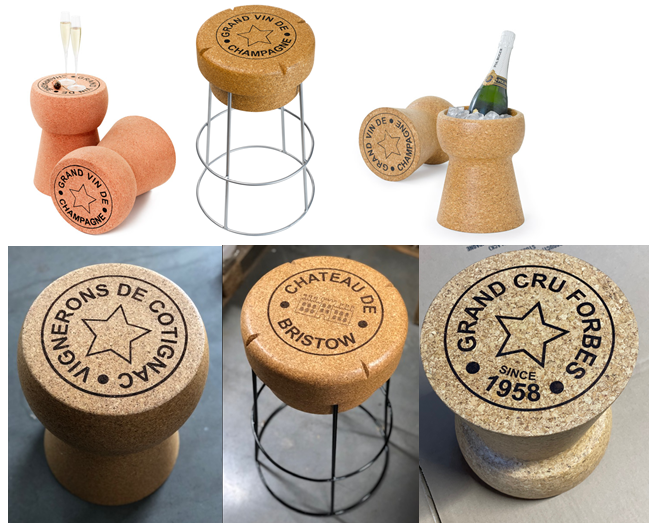 GRAND VIN DE
CHAMPAGNE
GRAND VIN DE
CHAMPAGNE
GRAND VIN DE
CHAMPAGNE
VIGNERONS DE COTIGNAC
CHATEAU DE
BRISTOW
GRAND CRU FORBES
SINCE
1958